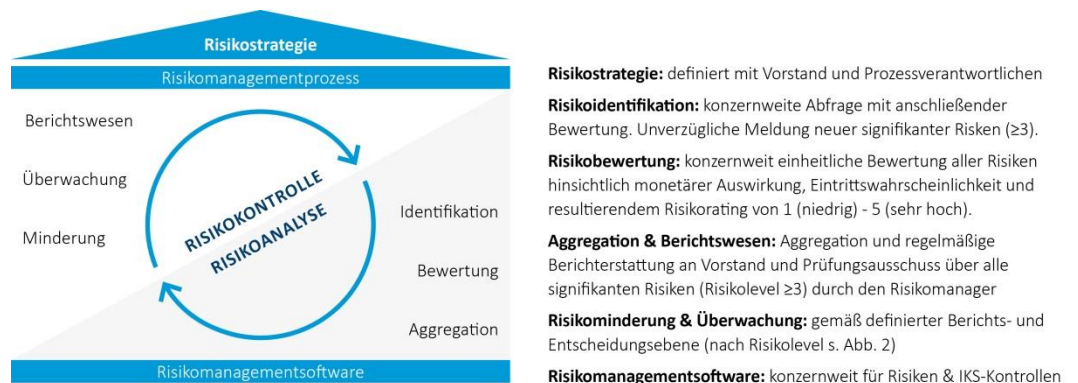 Risikostrategie
Risikomanagementprozess
Berichtswesen
Überwachung
Minderung
RISIKOKONTROLLE
RISIKOANALYSE
Identifikation
Bewertung
Aggregation
Risikomanagementsoftware
Risikostrategie: definiert mit Vorstand und Prozessverantwortlichen
Risikoidentifikation: konzernweite Abfrage mit anschließender
Bewertung. Unverzügliche Meldung neuer signifikanter Risken (≥3).
Risikobewertung: konzernweit einheitliche Bewertung aller Risiken
hinsichtlich monetärer Auswirkung, Eintrittswahrscheinlichkeit und
resultierendem Risikorating von 1 (niedrig) - 5 (sehr hoch).
Aggregation & Berichtswesen: Aggregation und regelmäßige
Berichterstattung an Vorstand und Prüfungsausschuss über alle
signifikanten Risiken (Risikolevel ≥3) durch den Risikomanager
Risikominderung & Überwachung: gemäß definierter Berichts- und
Entscheidungsebene (nach Risikolevel s. Abb. 2)
Risikomanagementsoftware: konzernweit für Risiken & IKS-Kontrollen